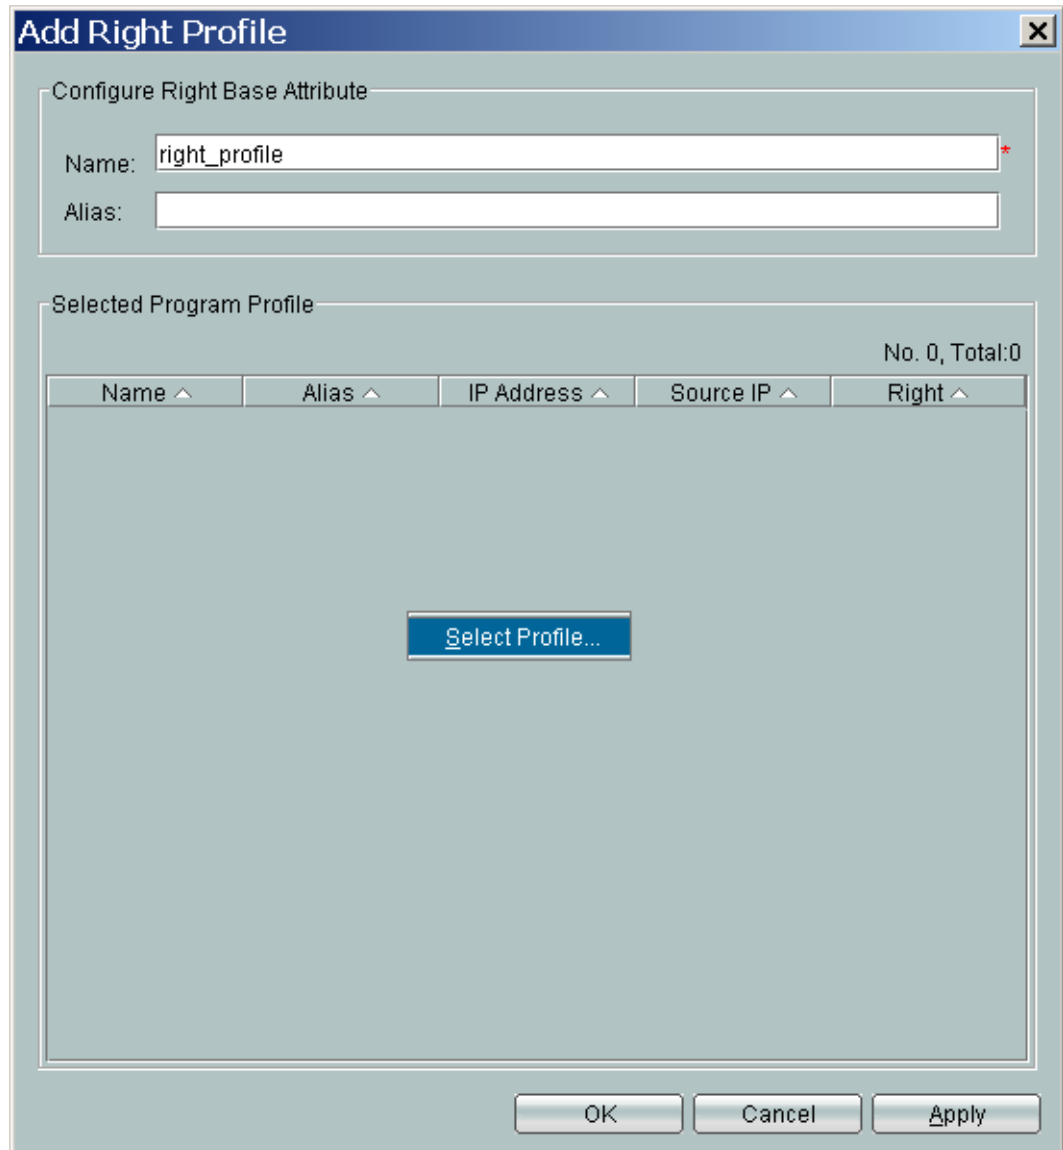 Add Right Profile
Configure Right Base Attribute
Name: right_profile *
Alias:
Selected Program Profile
No. 0, Total:0
Name Alias IP Address Source IP Right
Select Profile...
OK Cancel Apply